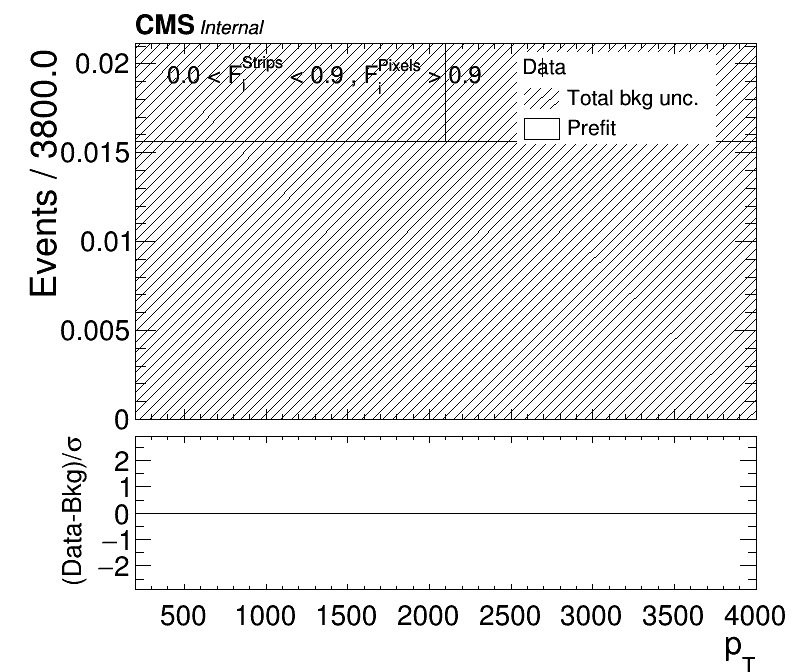 CMS Internal
Events / 3800.0
0.02
0.015
0.01
0.005
0
0.0 < F_i^Strips < 0.9 , F_i^Pixels > 0.9
Data
Total bkg unc.
Prefit
(Data-Bkg)/σ
2
1
0
−1
−2
500 1000 1500 2000 2500 3000 3500 4000
p_T